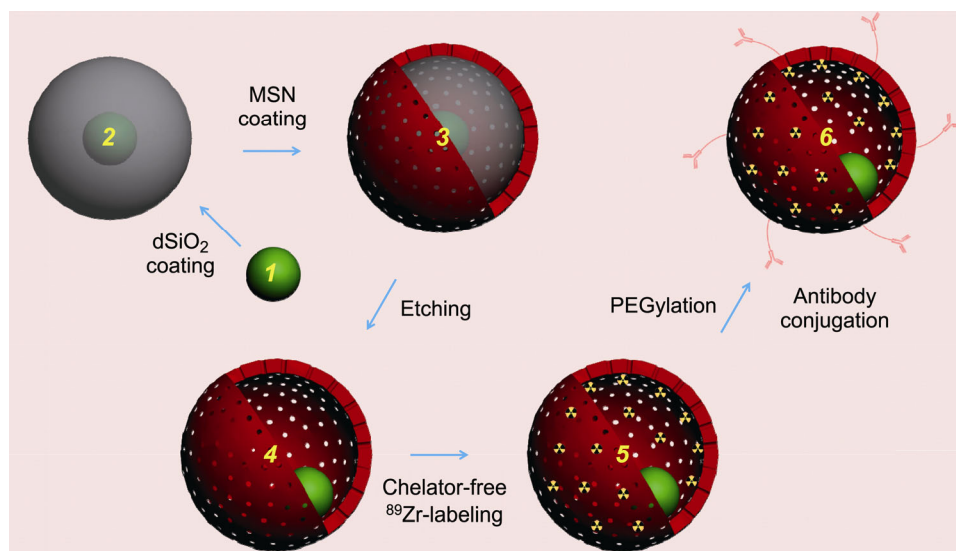 2
MSN
coating
3
6
dSiO₂
coating
1
Etching
PEGylation
Antibody
conjugation
4
5
Chelator-free
⁸⁹Zr-labeling